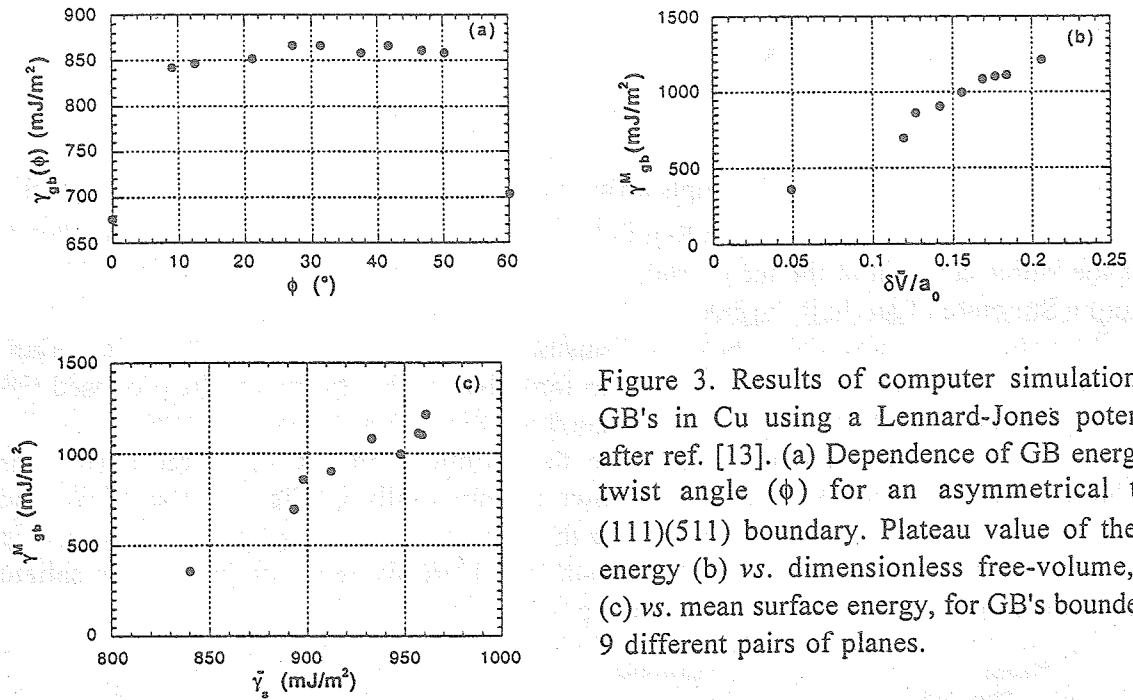 900
850
800
750
700
650
γgb(φ) (mJ/m²)
(a)
0 10 20 30 40 50 60
φ (°)
1500
1000
500
0
γᴹgb (mJ/m²)
(b)
0 0.05 0.1 0.15 0.2 0.25
δV̄/a₀
1500
1000
500
0
γᴹgb (mJ/m²)
(c)
800 850 900 950 1000
γ̄s (mJ/m²)
Figure 3. Results of computer simulation
GB's in Cu using a Lennard-Jones poten
after ref. [13]. (a) Dependence of GB energ
twist angle (φ) for an asymmetrical t
(111)(511) boundary. Plateau value of the
energy (b) vs. dimensionless free-volume,
(c) vs. mean surface energy, for GB's bounde
9 different pairs of planes.